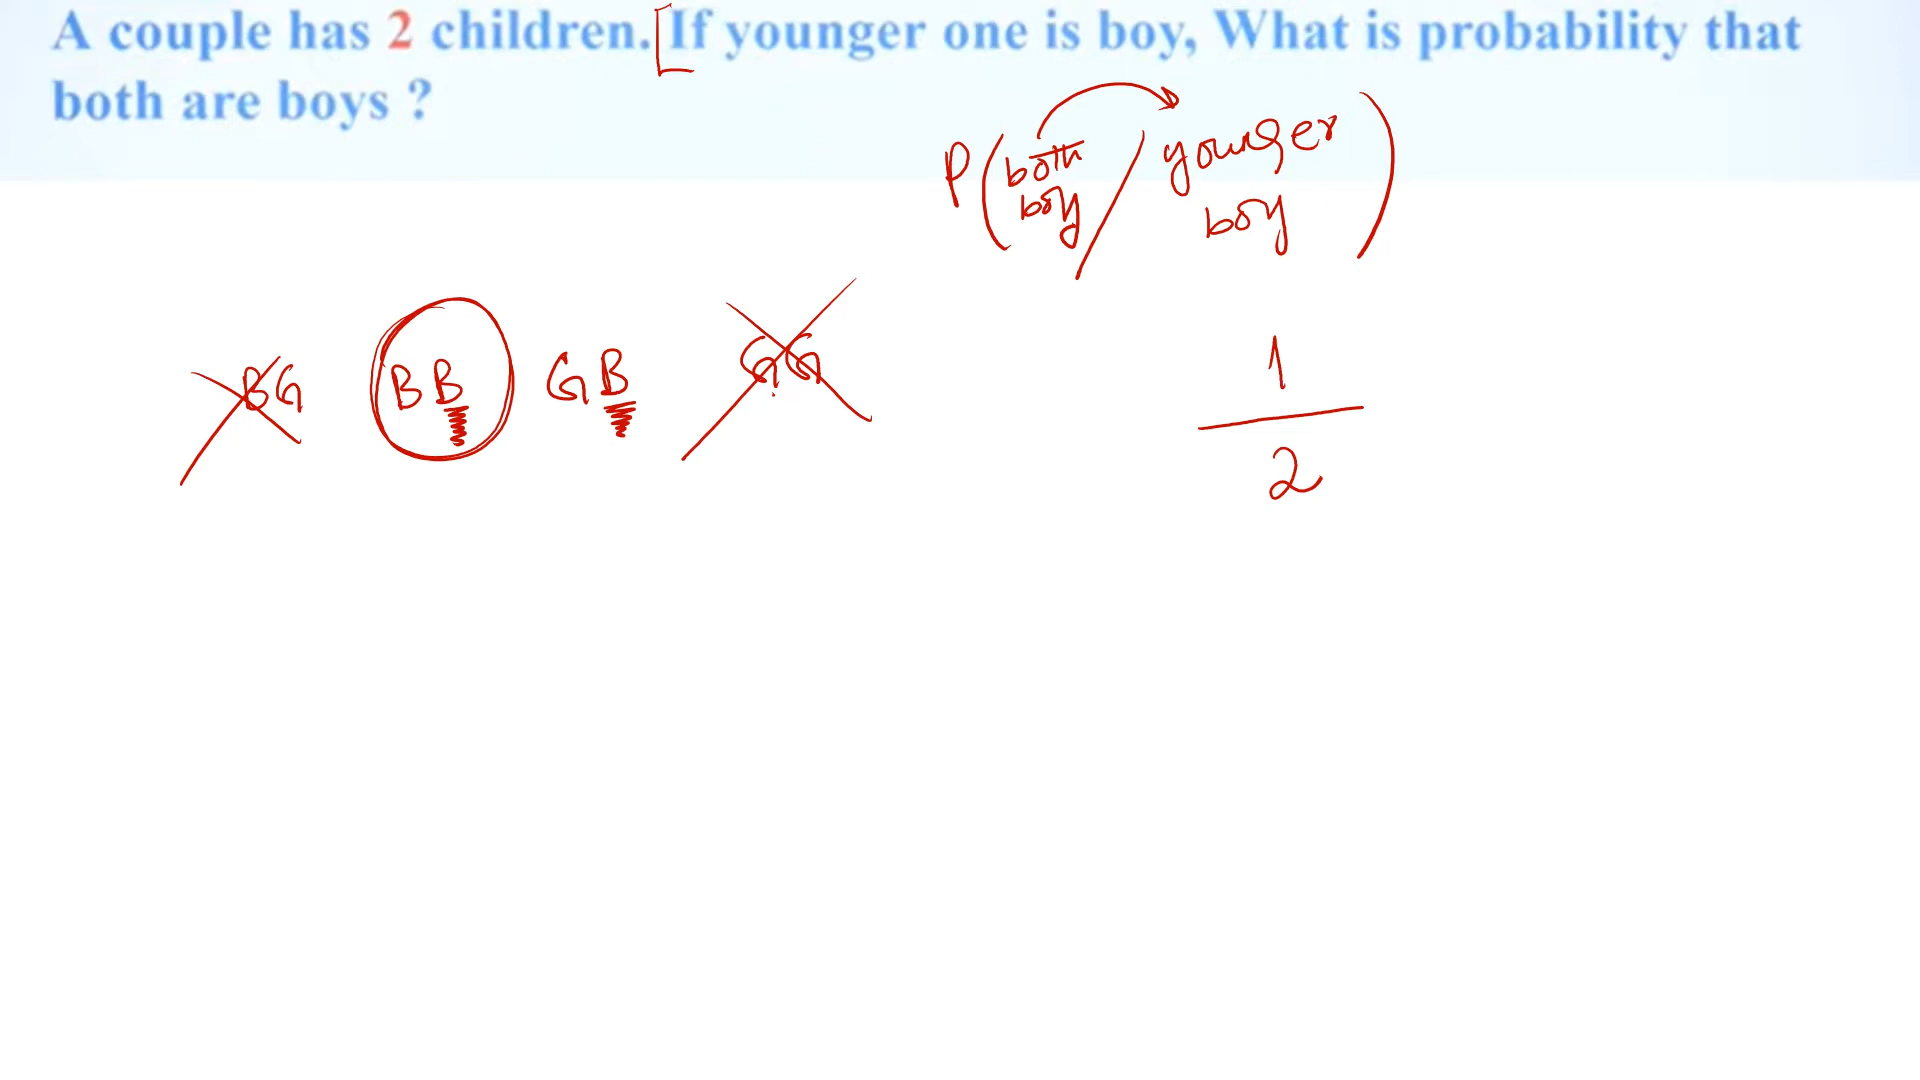 A couple has 2 children. [If younger one is boy, What is probability that
both are boys ?
P(both boy / younger boy)
BG BB GB GG
1
2